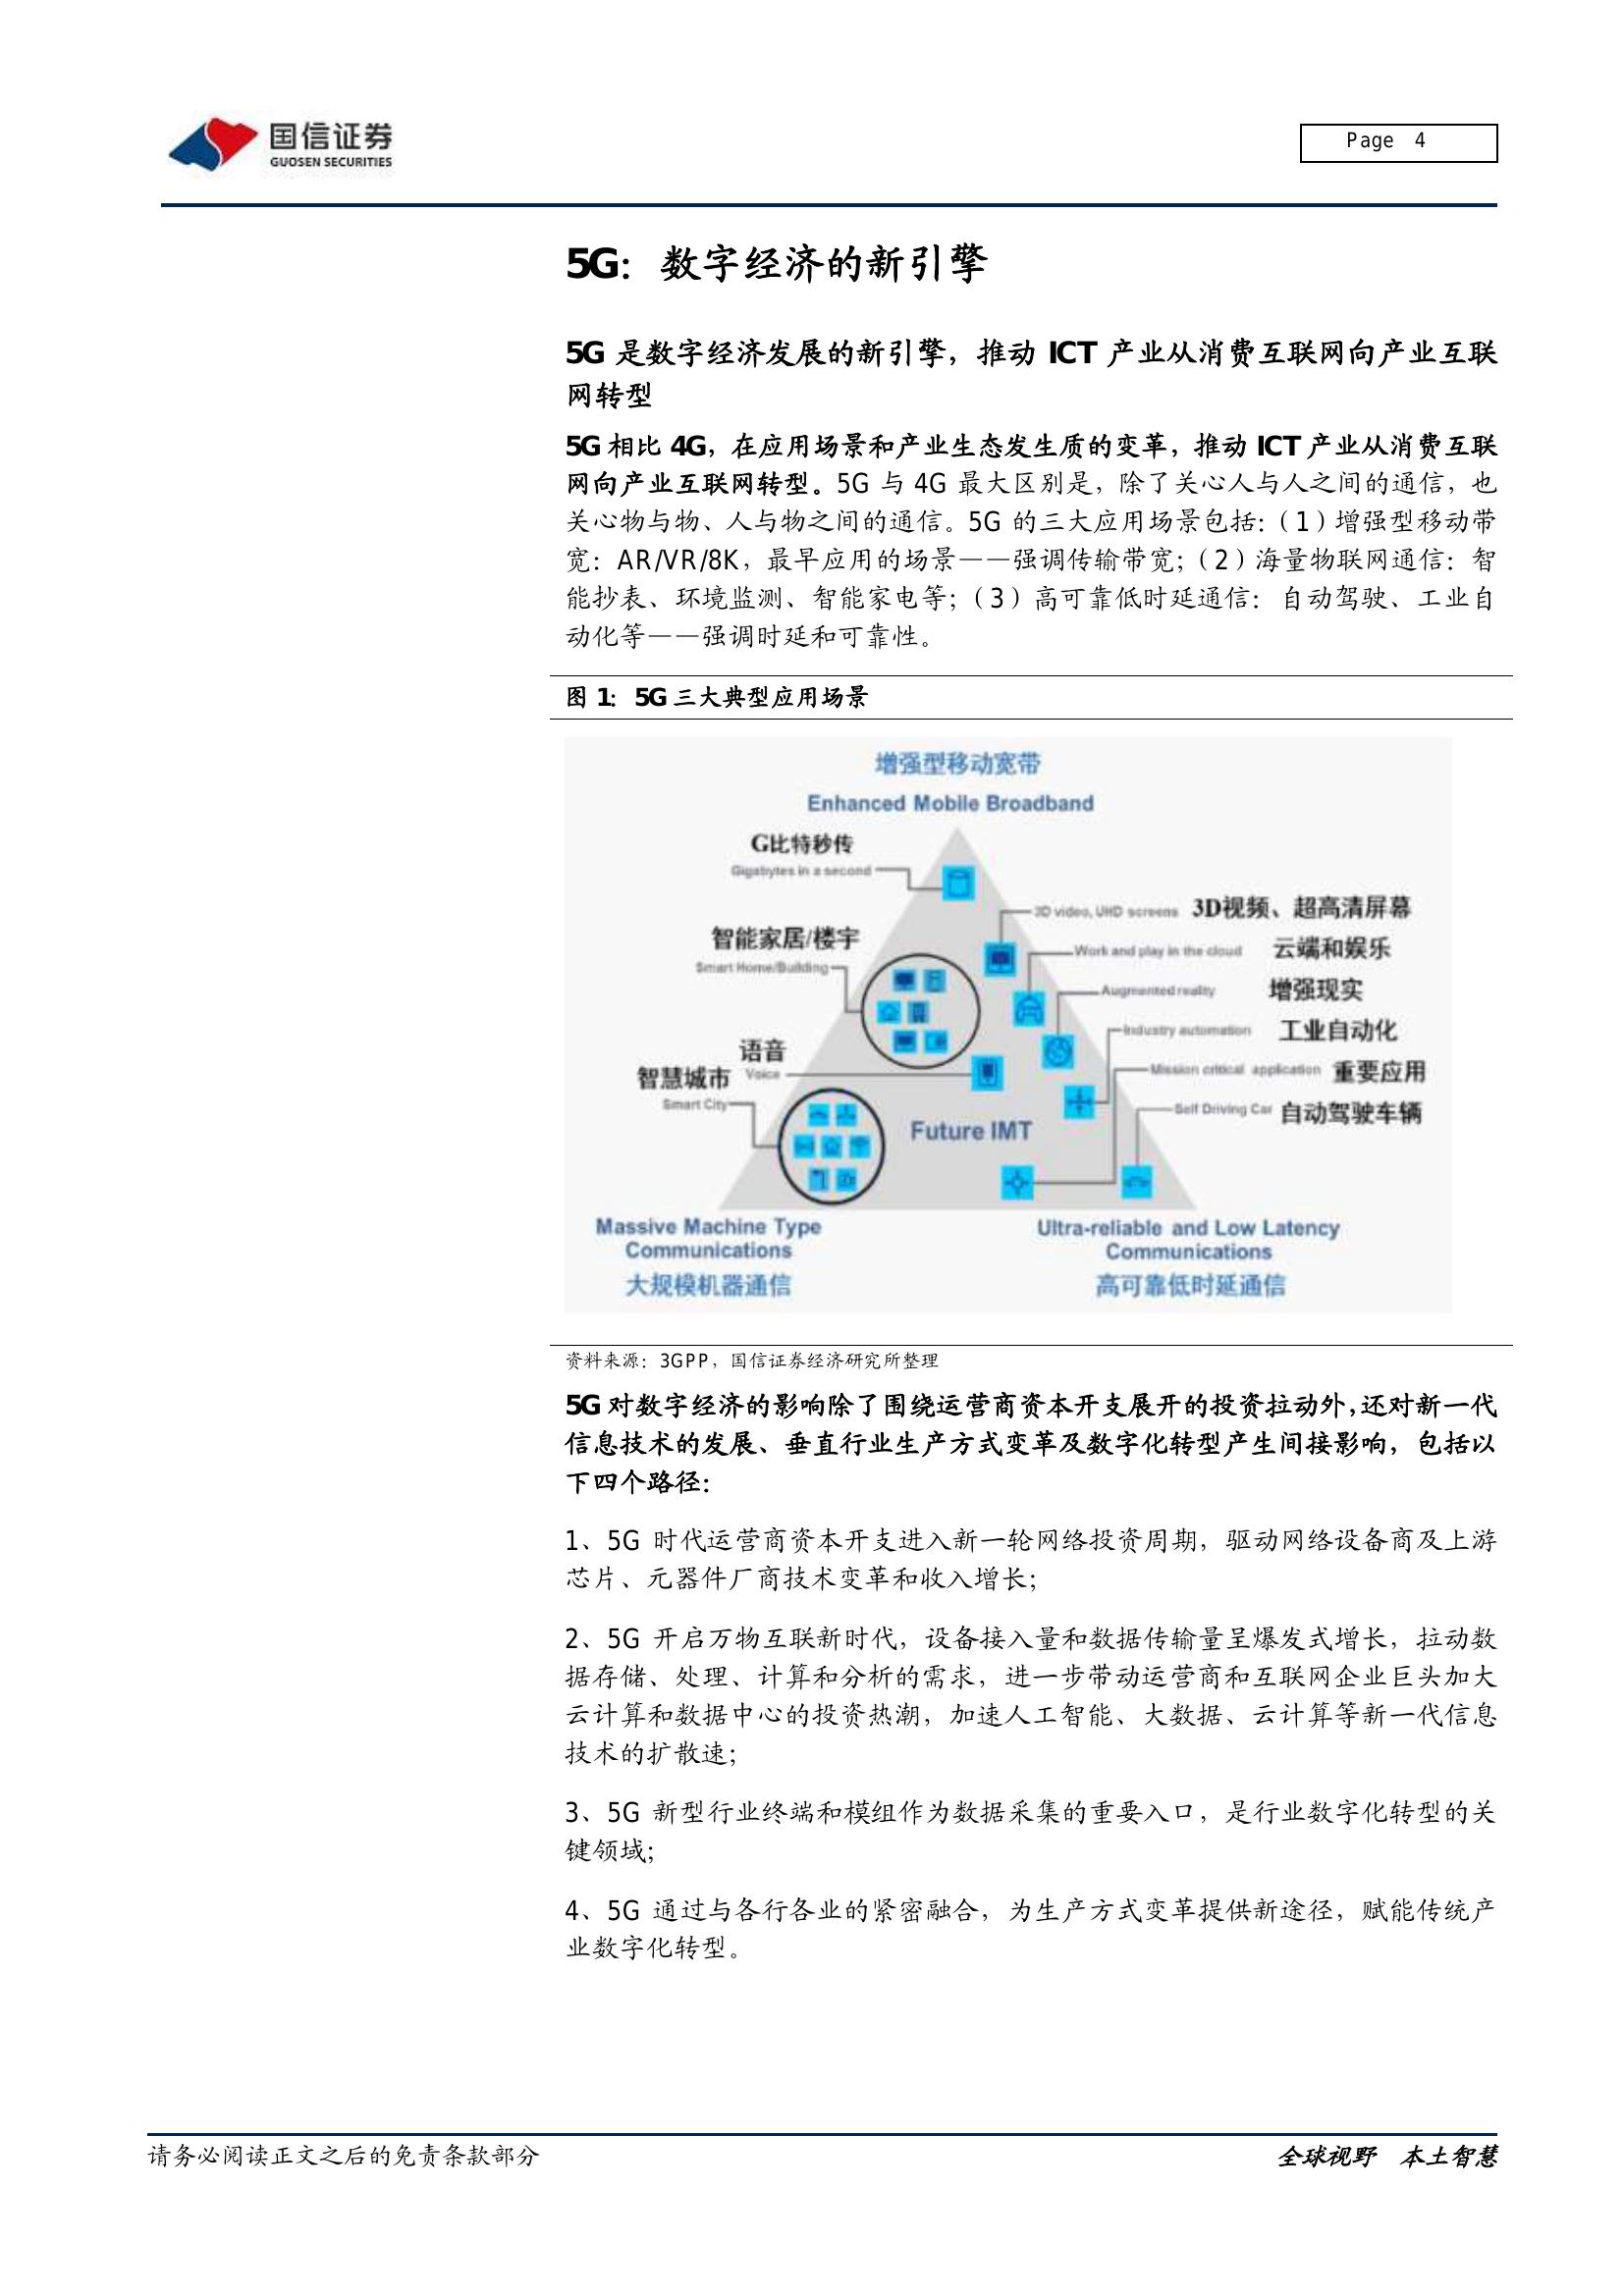 国信证券
GUOSEN SECURITIES
Page 4
5G：数字经济的新引擎
5G 是数字经济发展的新引擎，推动 ICT 产业从消费互联网向产业互联
网转型
5G 相比 4G，在应用场景和产业生态发生质的变革，推动 ICT 产业从消费互联
网向产业互联网转型。5G 与 4G 最大区别是，除了关心人与人之间的通信，也
关心物与物、人与物之间的通信。5G 的三大应用场景包括：（1）增强型移动带
宽：AR/VR/8K，最早应用的场景——强调传输带宽；（2）海量物联网通信：智
能抄表、环境监测、智能家电等；（3）高可靠低时延通信：自动驾驶、工业自
动化等——强调时延和可靠性。
图 1：5G 三大典型应用场景
增强型移动宽带
Enhanced Mobile Broadband
G比特秒传
Gigabytes in a second
3D video, UHD screens 3D视频、超高清屏幕
智能家居/楼宇
Smart Home/Building
Work and play in the cloud 云端和娱乐
Augmented reality 增强现实
Industry automation 工业自动化
语音
Voice
Mission critical application 重要应用
智慧城市
Smart City
Self Driving Car 自动驾驶车辆
Future IMT
Massive Machine Type
Communications
大规模机器通信
Ultra-reliable and Low Latency
Communications
高可靠低时延通信
资料来源：3GPP，国信证券经济研究所整理
5G 对数字经济的影响除了围绕运营商资本开支展开的投资拉动外，还对新一代
信息技术的发展、垂直行业生产方式变革及数字化转型产生间接影响，包括以
下四个路径：
1、5G 时代运营商资本开支进入新一轮网络投资周期，驱动网络设备商及上游
芯片、元器件厂商技术变革和收入增长；
2、5G 开启万物互联新时代，设备接入量和数据传输量呈爆发式增长，拉动数
据存储、处理、计算和分析的需求，进一步带动运营商和互联网企业巨头加大
云计算和数据中心的投资热潮，加速人工智能、大数据、云计算等新一代信息
技术的扩散速；
3、5G 新型行业终端和模组作为数据采集的重要入口，是行业数字化转型的关
键领域；
4、5G 通过与各行各业的紧密融合，为生产方式变革提供新途径，赋能传统产
业数字化转型。
请务必阅读正文之后的免责条款部分
全球视野 本土智慧